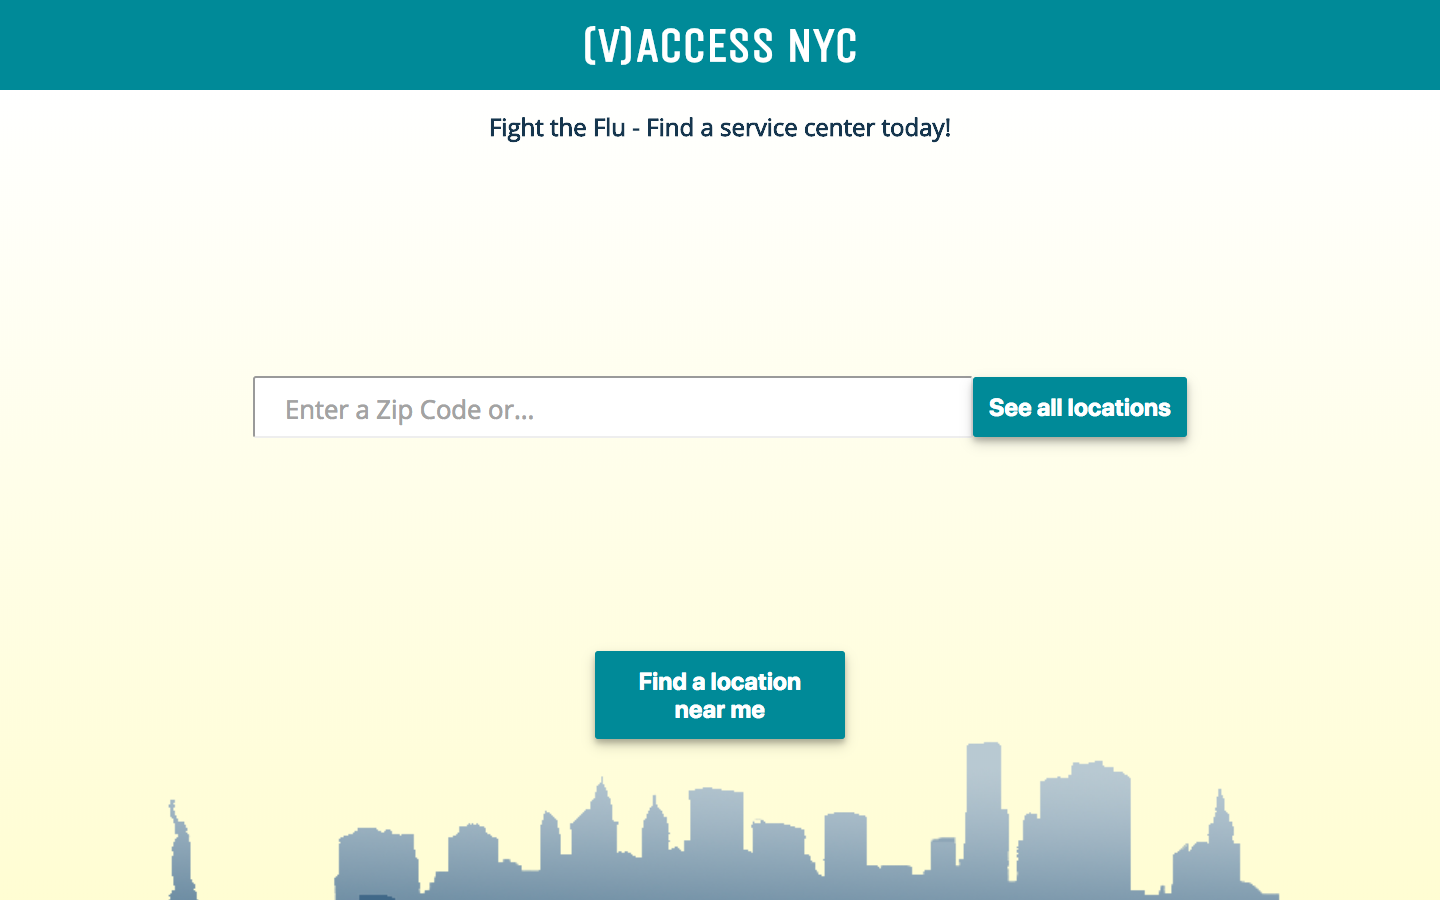 (V)ACCESS NYC
Fight the Flu - Find a service center today!
Enter a Zip Code or...
See all locations
Find a location
near me